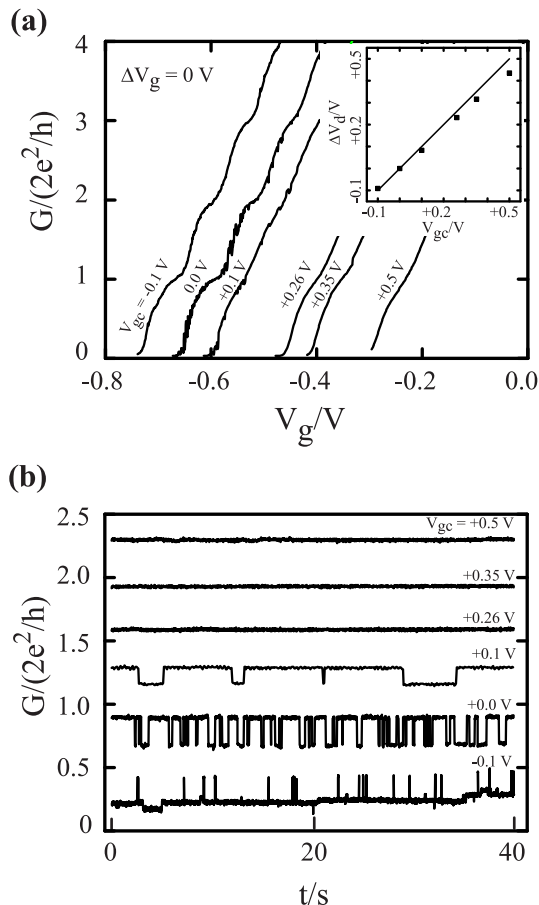 (a)
ΔVg = 0 V
G/(2e²/h)
4
3
2
1
0
Vgc = -0.1 V
0.0 V
+0.1 V
+0.26 V
+0.35 V
+0.5 V
-0.8
-0.6
-0.4
-0.2
0.0
Vg/V
ΔVd/V
+0.5
+0.2
-0.1
-0.1
+0.2
+0.5
Vgc/V
(b)
G/(2e²/h)
2.5
2.0
1.5
1.0
0.5
0
Vgc = +0.5 V
+0.35 V
+0.26 V
+0.1 V
+0.0 V
-0.1 V
0
20
40
t/s